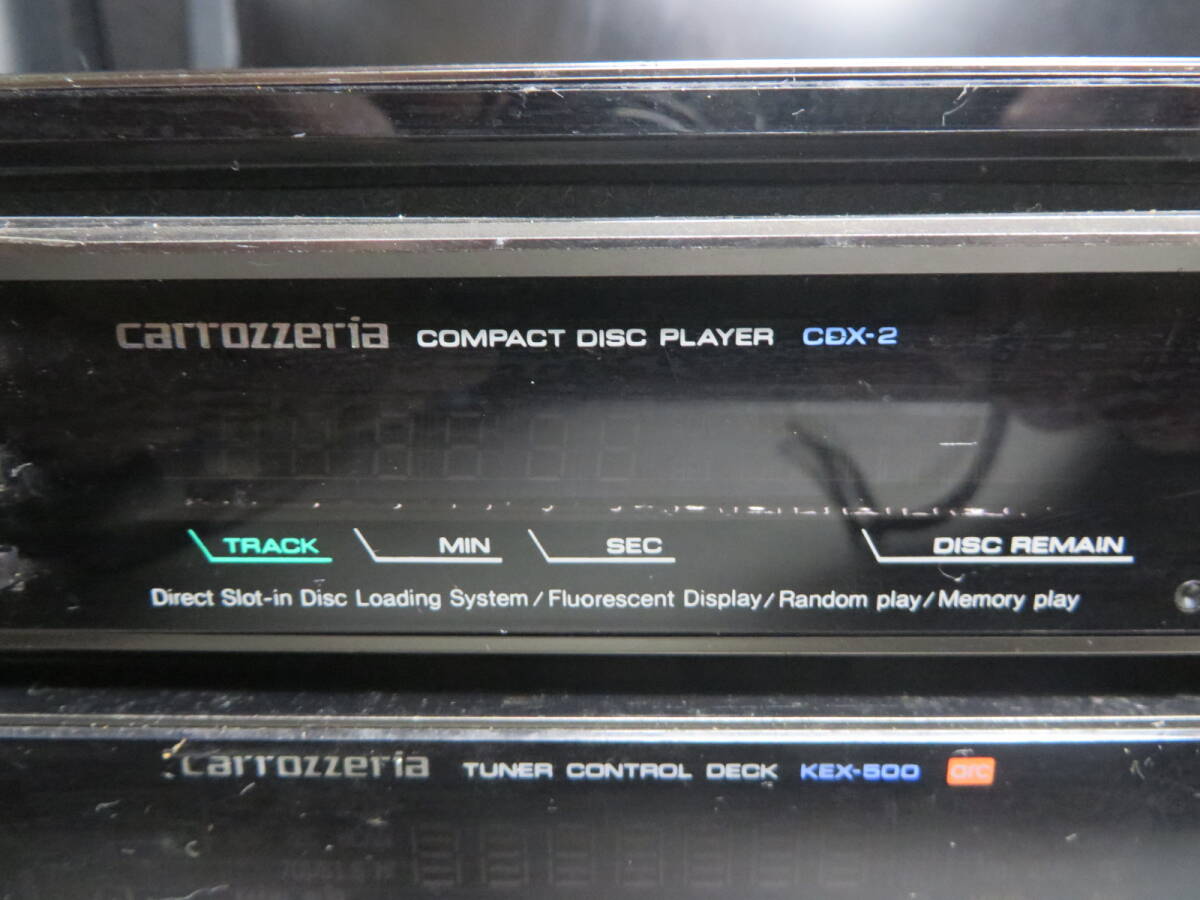 carrozzeria COMPACT DISC PLAYER CDX-2
TRACK MIN SEC DISC REMAIN
Direct Slot-in Disc Loading System/Fluorescent Display/Random play/Memory play
carrozzeria TUNER CONTROL DECK KEX-500 arc